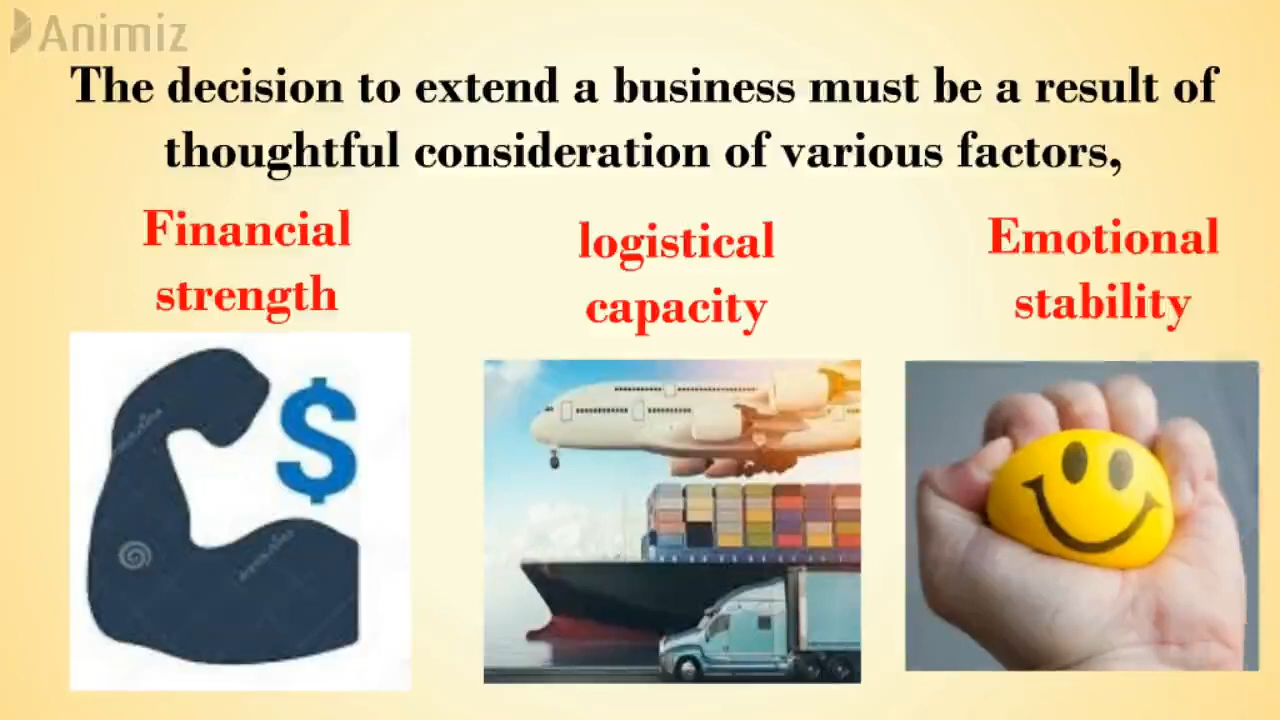 Animiz
The decision to extend a business must be a result of
thoughtful consideration of various factors,
Financial
strength
logistical
capacity
Emotional
stability
$